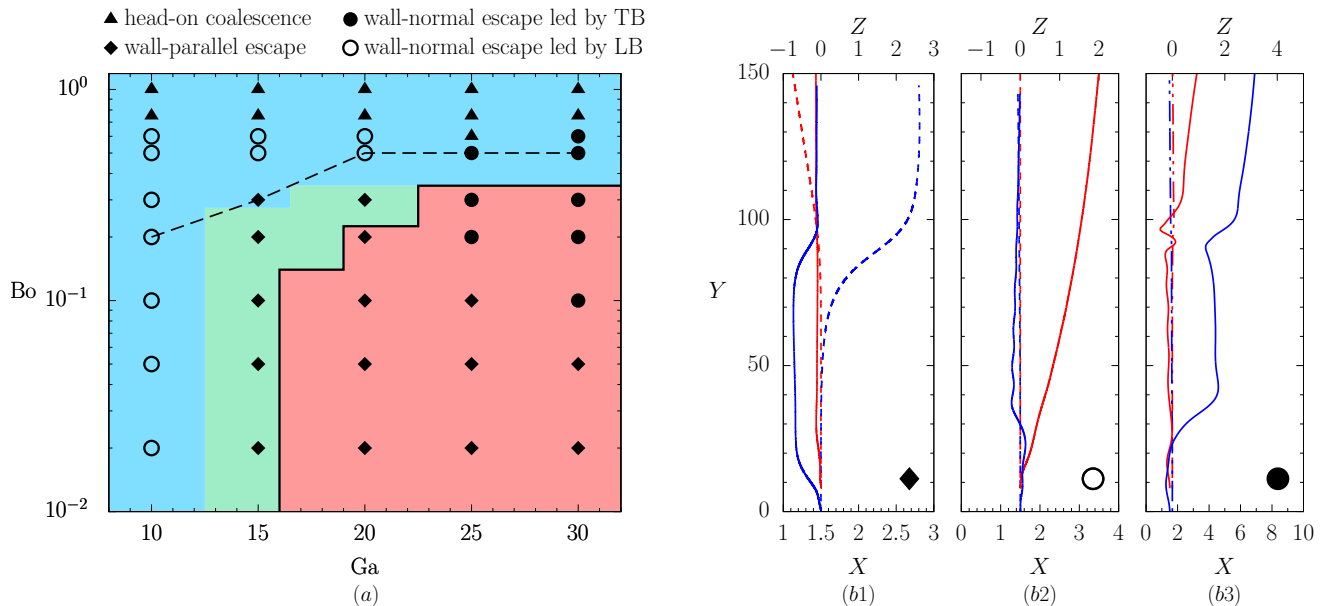 head-on coalescence wall-normal escape led by TB
wall-parallel escape wall-normal escape led by LB
10⁰
10⁻¹
10⁻²
Bo
10 15 20 25 30
Ga
(a)
Z Z Z
−1 0 1 2 3 −1 0 1 2 0 4
150
100
50
0
Y
1 1.5 2 2.5 3 0 1 2 3 4 0 2 4 6 8 10
X X X
(b1) (b2) (b3)